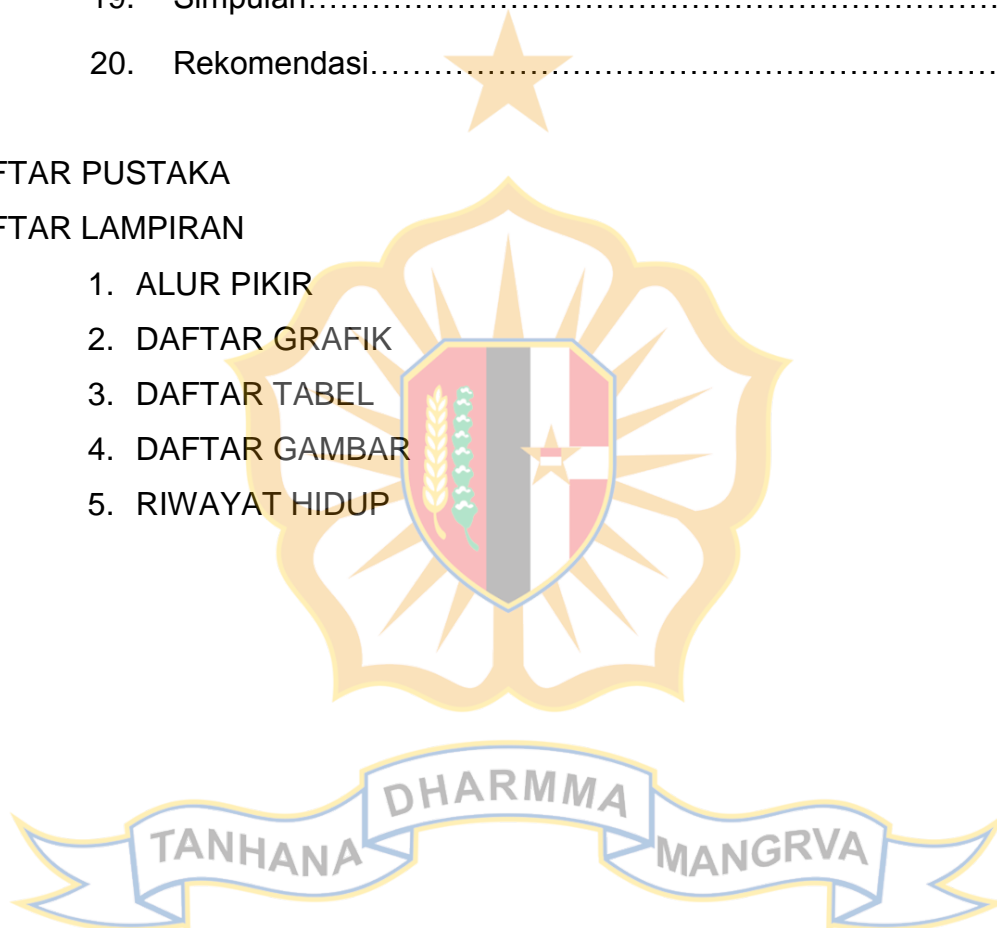 19. Simpulan………………………………………………………
20. Rekomendasi……………………………………………………
FTAR PUSTAKA
FTAR LAMPIRAN
1. ALUR PIKIR
2. DAFTAR GRAFIK
3. DAFTAR TABEL
4. DAFTAR GAMBAR
5. RIWAYAT HIDUP
TANHANA DHARMMA MANGRVA